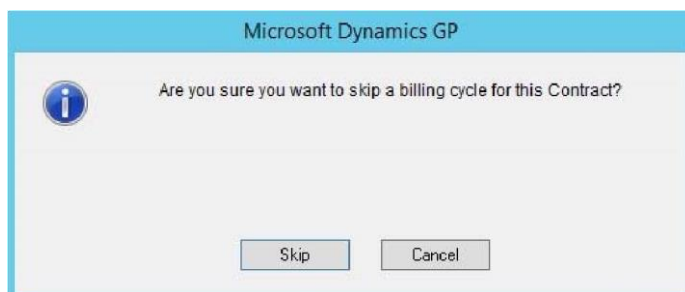 Microsoft Dynamics GP
Are you sure you want to skip a billing cycle for this Contract?
Skip
Cancel